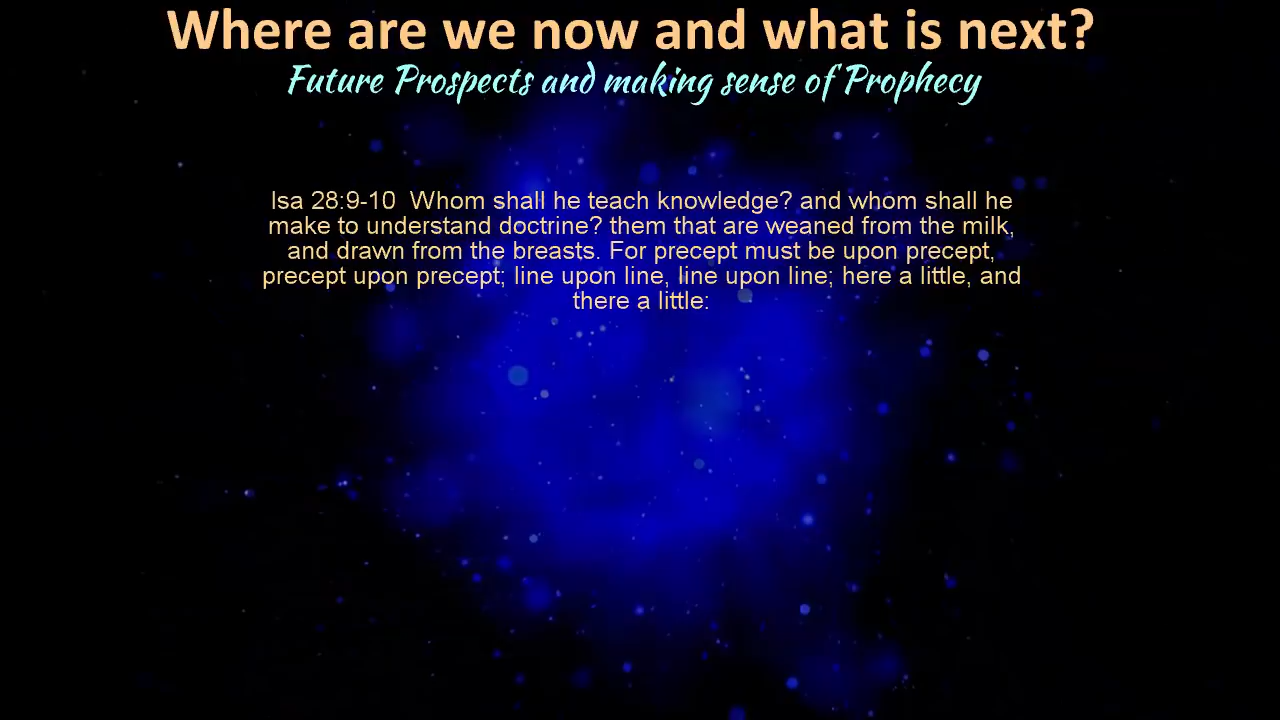 Where are we now and what is next?
Future Prospects and making sense of Prophecy
Isa 28:9-10  Whom shall he teach knowledge? and whom shall he
make to understand doctrine? them that are weaned from the milk,
and drawn from the breasts. For precept must be upon precept,
precept upon precept; line upon line, line upon line; here a little, and
there a little: